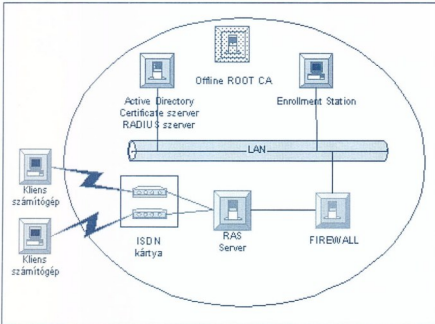 Offline ROOT CA
Active Directory
Certificate szerver
RADIUS szerver
Enrollment Station
LAN
Kliens
számítógép
Kliens
számítógép
ISDN
kártya
RAS
Server
FIREWALL